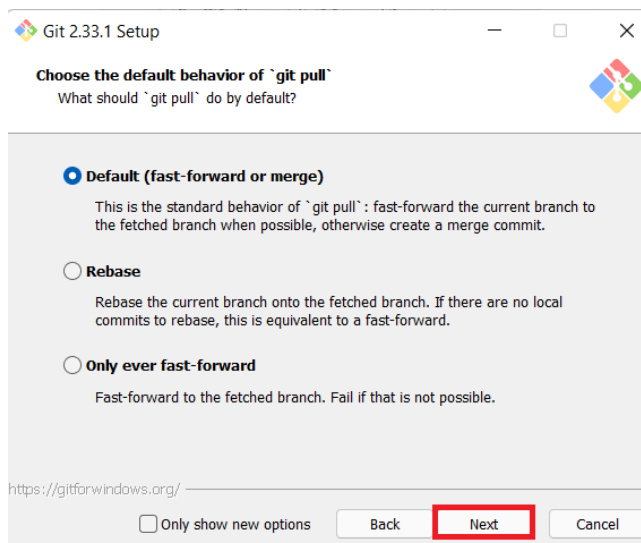 Git 2.33.1 Setup
Choose the default behavior of `git pull`
What should `git pull` do by default?
Default (fast-forward or merge)
This is the standard behavior of `git pull`: fast-forward the current branch to
the fetched branch when possible, otherwise create a merge commit.
Rebase
Rebase the current branch onto the fetched branch. If there are no local
commits to rebase, this is equivalent to a fast-forward.
Only ever fast-forward
Fast-forward to the fetched branch. Fail if that is not possible.
https://gitforwindows.org/
Only show new options Back Next Cancel